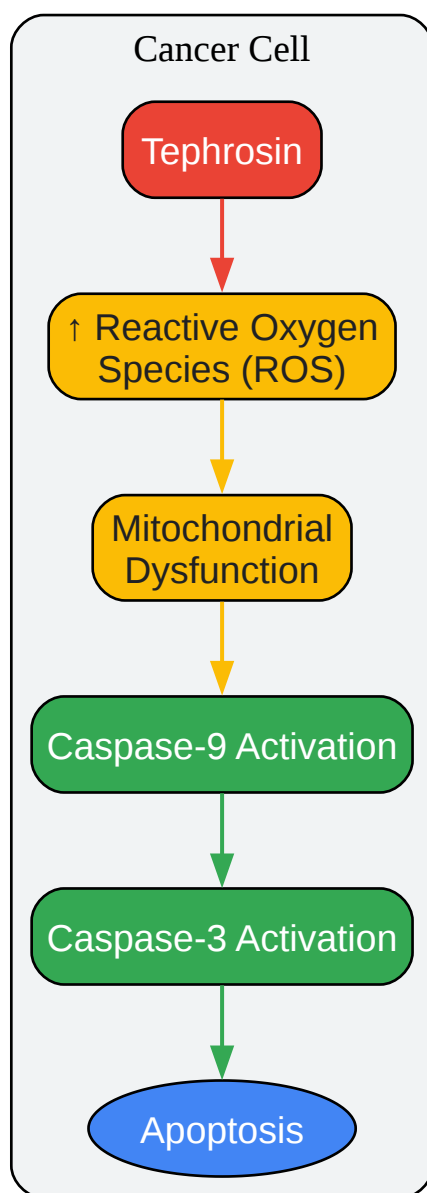 Cancer Cell
Tephrosin
↑ Reactive Oxygen
Species (ROS)
Mitochondrial
Dysfunction
Caspase-9 Activation
Caspase-3 Activation
Apoptosis